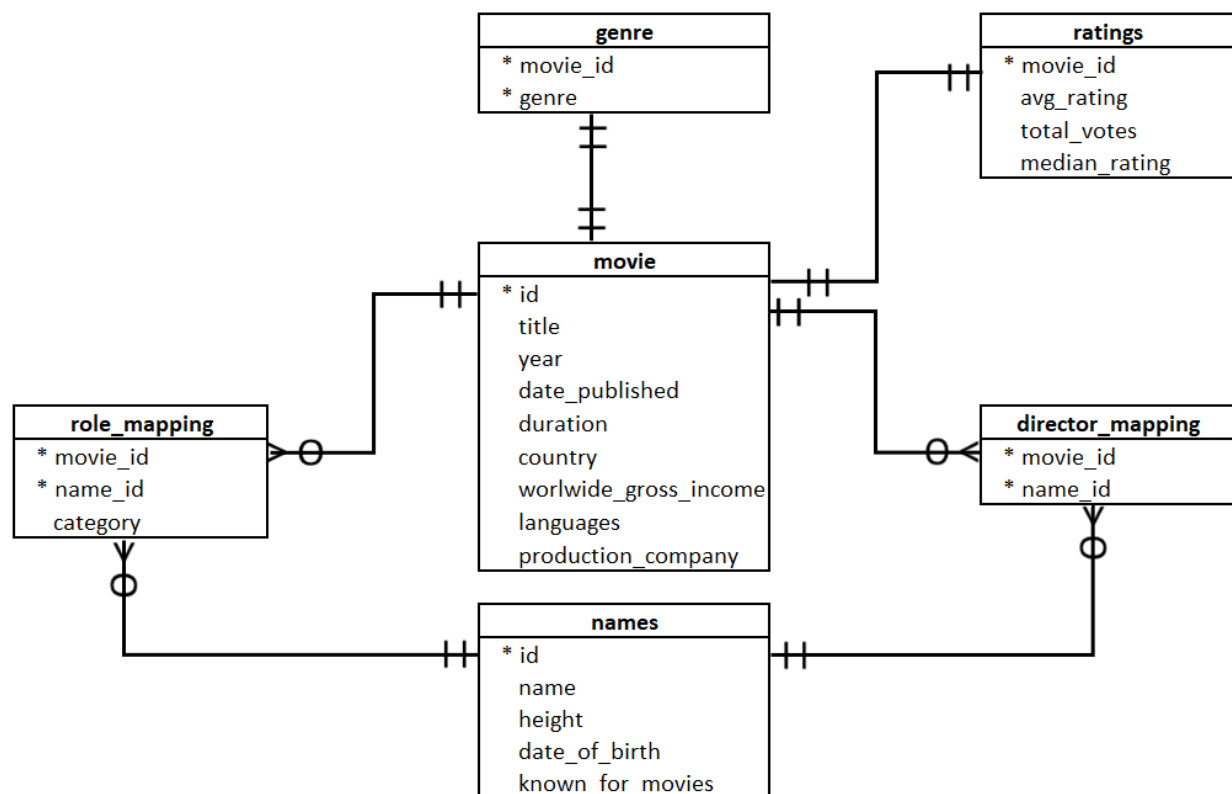 genre
* movie_id
* genre
ratings
* movie_id
avg_rating
total_votes
median_rating
movie
* id
title
year
date_published
duration
country
worlwide_gross_income
languages
production_company
role_mapping
* movie_id
* name_id
category
director_mapping
* movie_id
* name_id
names
* id
name
height
date_of_birth
known_for_movies